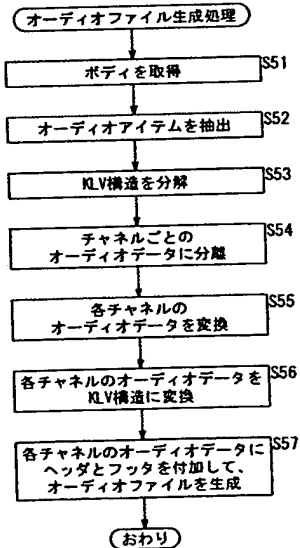 オーディオファイル生成処理
S51
ボディを取得
S52
オーディオアイテムを抽出
S53
KLV構造を分解
S54
チャネルごとの
オーディオデータに分離
S55
各チャネルの
オーディオデータを変換
S56
各チャネルのオーディオデータを
KLV構造に変換
S57
各チャネルのオーディオデータに
ヘッダとフッタを付加して、
オーディオファイルを生成
おわり